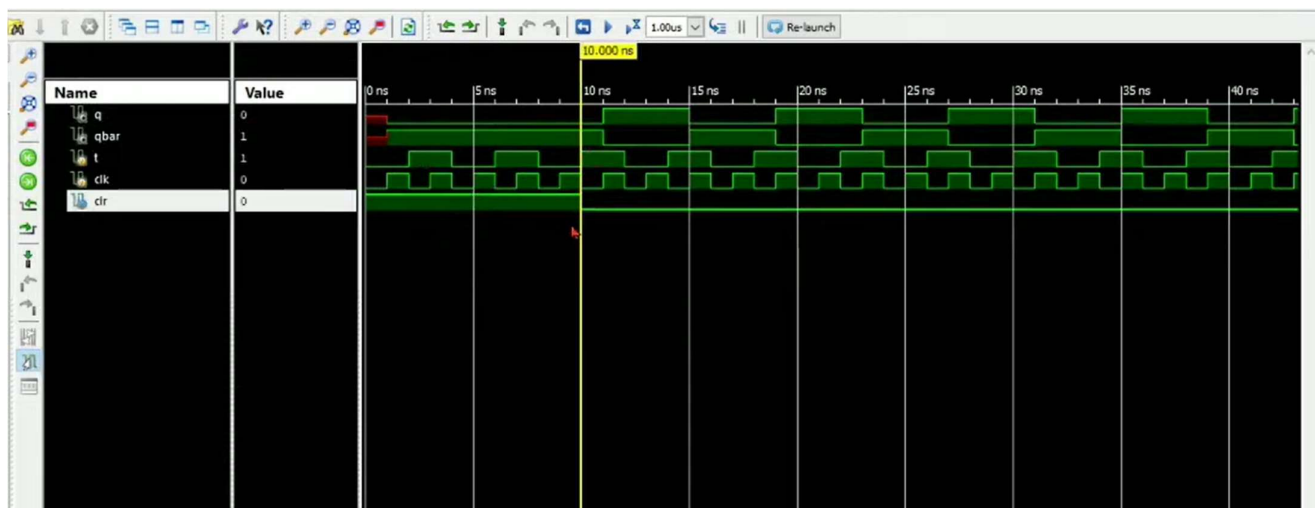 1.00us Re-launch
10.000 ns
Name Value 0 ns 5 ns 10 ns 15 ns 20 ns 25 ns 30 ns 35 ns 40 ns
q 0
qbar 1
t 1
clk 0
clr 0